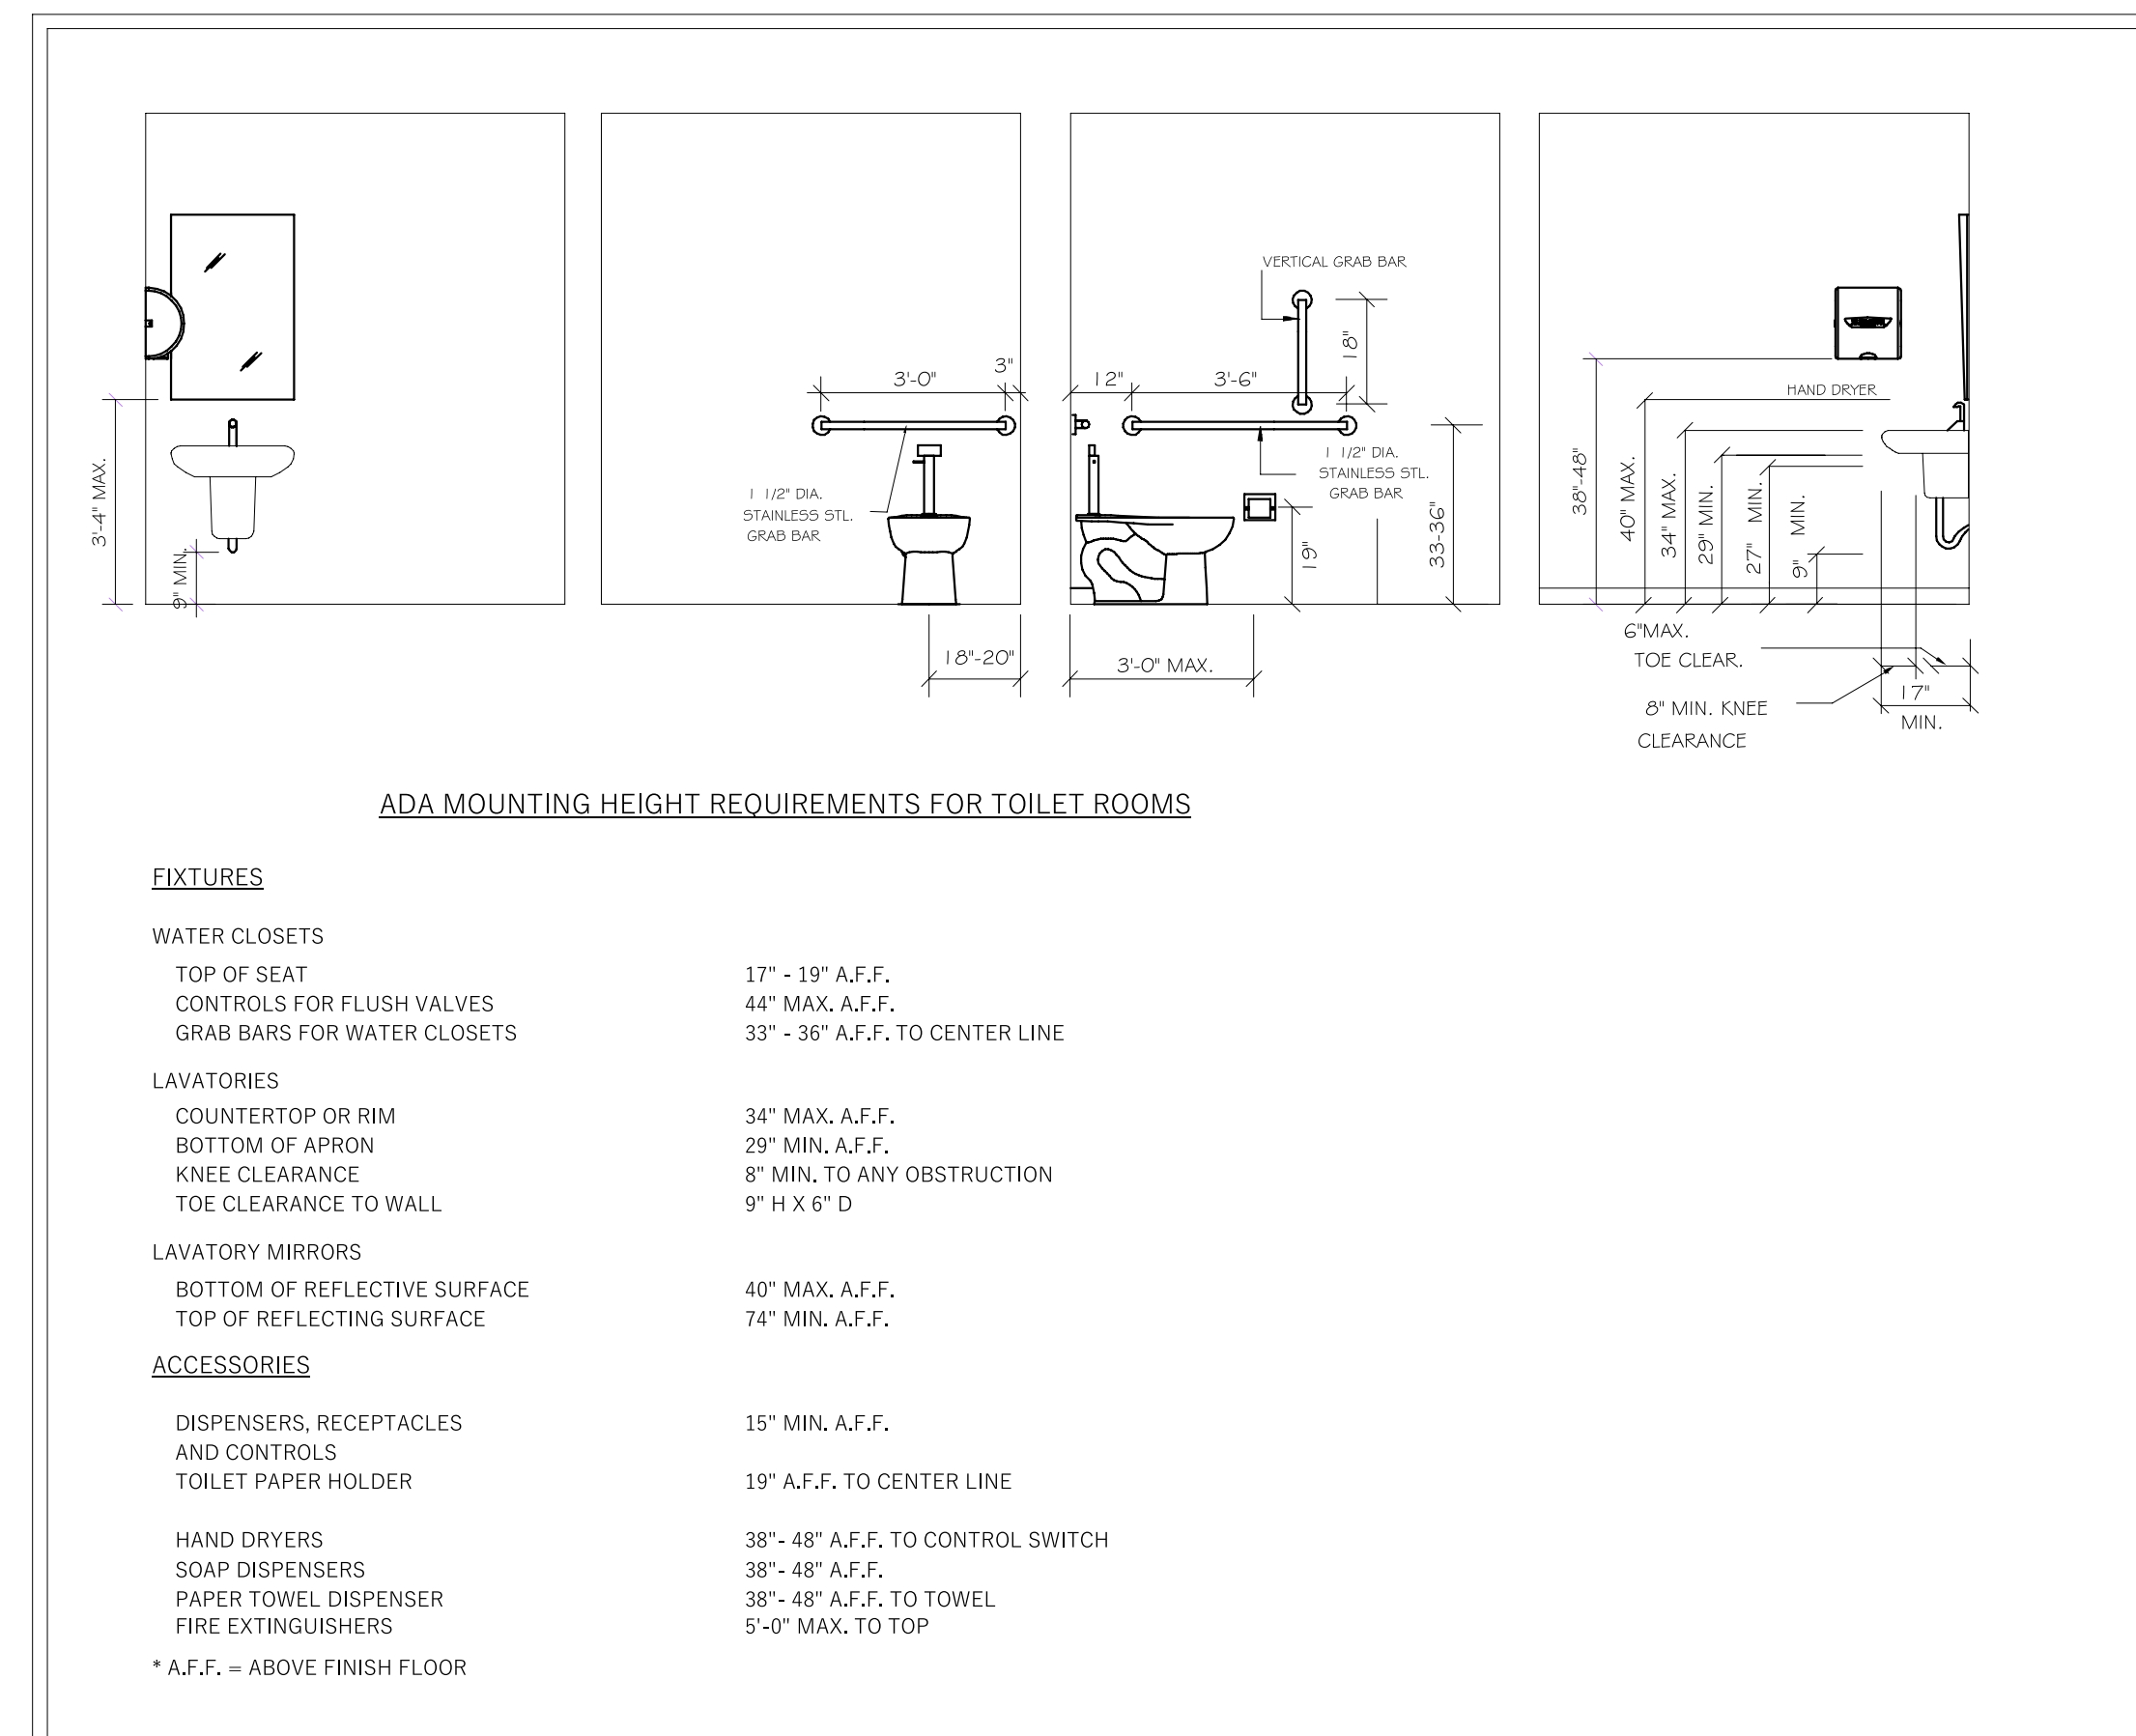 3'-4" MAX.
9" MIN.
3'-0"
3"
1 1/2" DIA.
STAINLESS STL.
GRAB BAR
18"-20"
VERTICAL GRAB BAR
18"
12"
3'-6"
1 1/2" DIA.
STAINLESS STL.
GRAB BAR
19"
33-36"
3'-0" MAX.
HAND DRYER
38"-48"
40" MAX.
34" MAX.
29" MIN.
27" MIN.
9" MIN.
6"MAX.
TOE CLEAR.
8" MIN. KNEE
CLEARANCE
17"
MIN.
ADA MOUNTING HEIGHT REQUIREMENTS FOR TOILET ROOMS
FIXTURES
WATER CLOSETS
TOP OF SEAT 17" - 19" A.F.F.
CONTROLS FOR FLUSH VALVES 44" MAX. A.F.F.
GRAB BARS FOR WATER CLOSETS 33" - 36" A.F.F. TO CENTER LINE
LAVATORIES
COUNTERTOP OR RIM 34" MAX. A.F.F.
BOTTOM OF APRON 29" MIN. A.F.F.
KNEE CLEARANCE 8" MIN. TO ANY OBSTRUCTION
TOE CLEARANCE TO WALL 9" H X 6" D
LAVATORY MIRRORS
BOTTOM OF REFLECTIVE SURFACE 40" MAX. A.F.F.
TOP OF REFLECTING SURFACE 74" MIN. A.F.F.
ACCESSORIES
DISPENSERS, RECEPTACLES 15" MIN. A.F.F.
AND CONTROLS
TOILET PAPER HOLDER 19" A.F.F. TO CENTER LINE
HAND DRYERS 38"- 48" A.F.F. TO CONTROL SWITCH
SOAP DISPENSERS 38"- 48" A.F.F.
PAPER TOWEL DISPENSER 38"- 48" A.F.F. TO TOWEL
FIRE EXTINGUISHERS 5'-0" MAX. TO TOP
* A.F.F. = ABOVE FINISH FLOOR